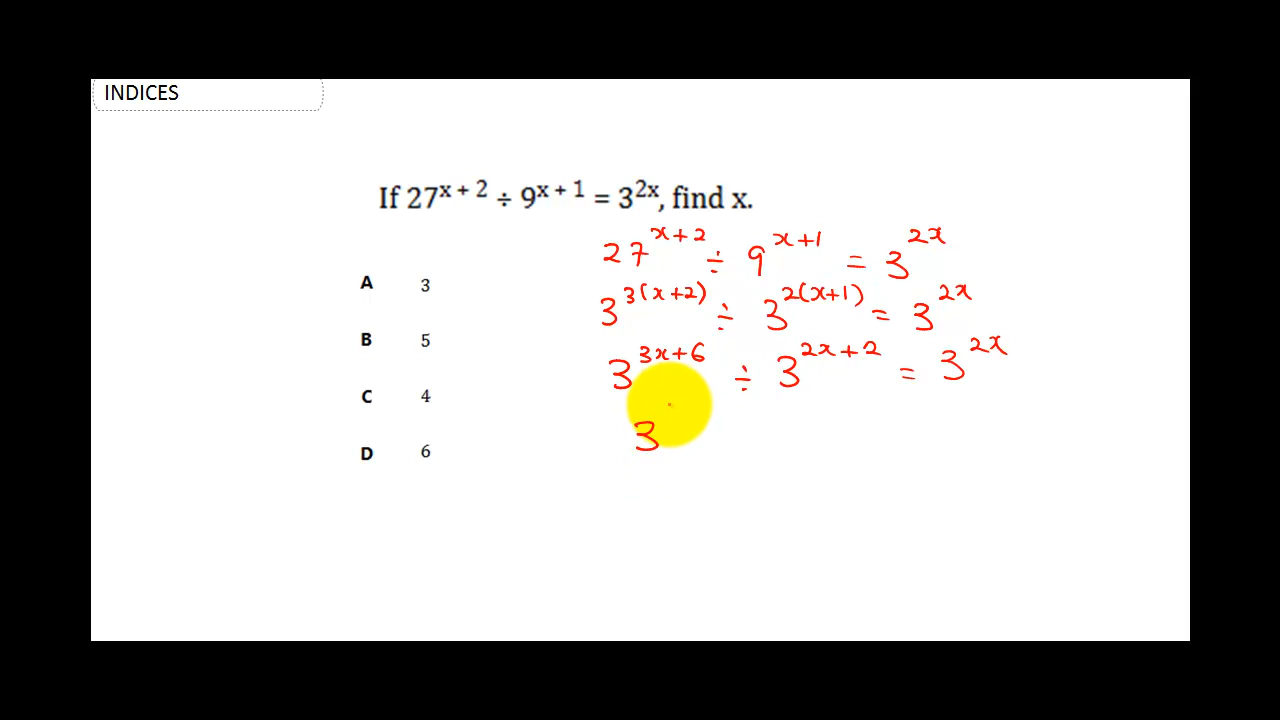 INDICES
If 27^(x + 2) ÷ 9^(x + 1) = 3^(2x), find x.
27^(x+2) ÷ 9^(x+1) = 3^(2x)
A 3
3^(3(x+2)) ÷ 3^(2(x+1)) = 3^(2x)
B 5
3^(3x+6) ÷ 3^(2x+2) = 3^(2x)
C 4
3
D 6